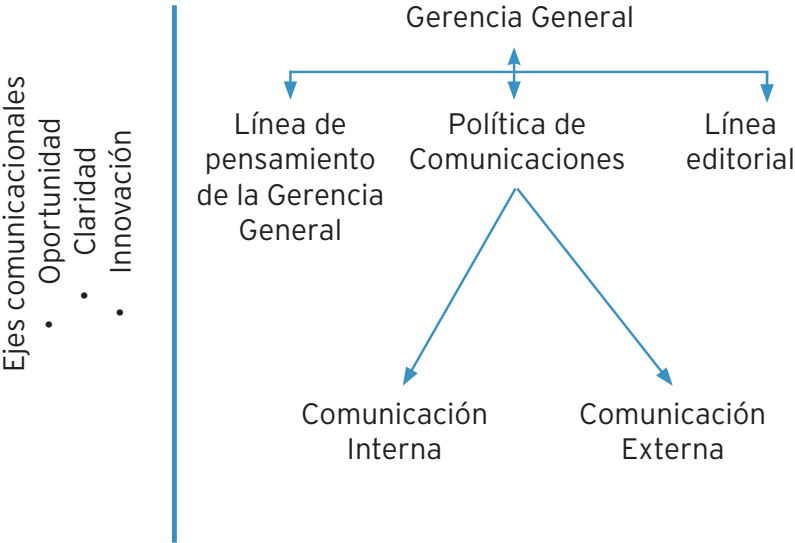 Ejes comunicacionales
• Oportunidad
• Claridad
• Innovación
Gerencia General
Línea de
pensamiento
de la Gerencia
General
Política de
Comunicaciones
Línea
editorial
Comunicación
Interna
Comunicación
Externa